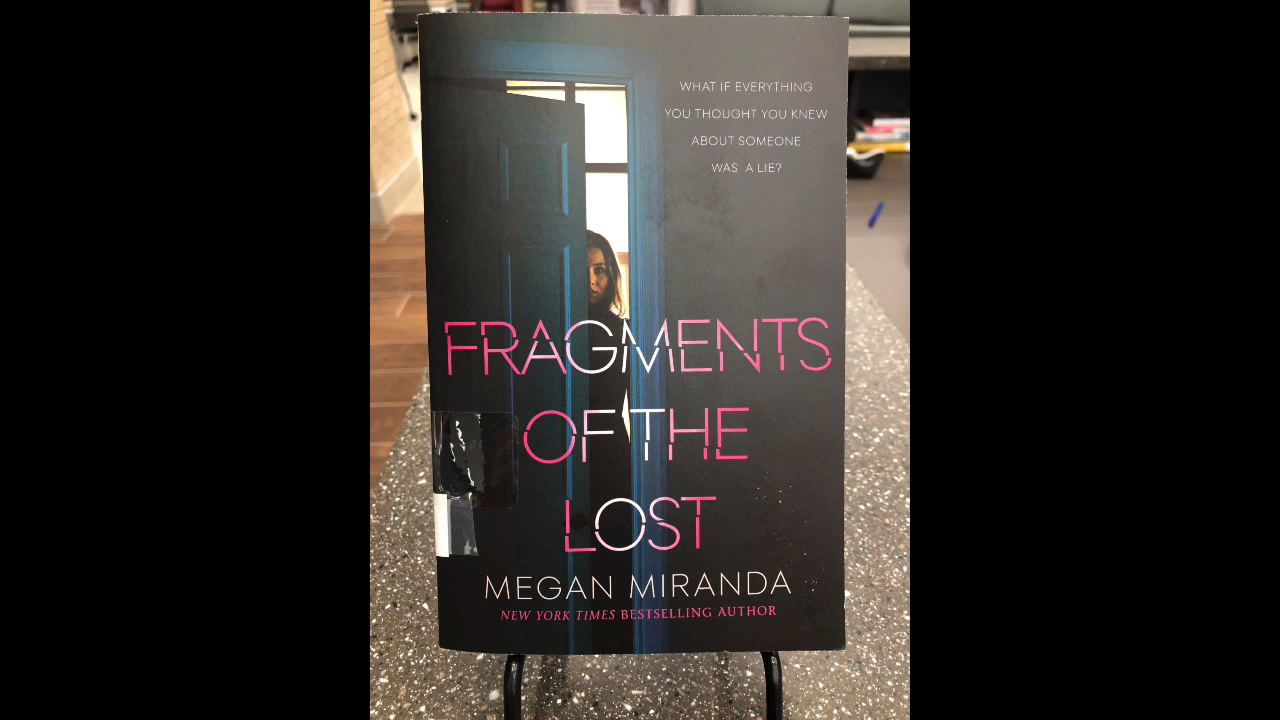 WHAT IF EVERYTHING
YOU THOUGHT YOU KNEW
ABOUT SOMEONE
WAS A LIE?
FRAGMENTS
OF THE
LOST
MEGAN MIRANDA
NEW YORK TIMES BESTSELLING AUTHOR